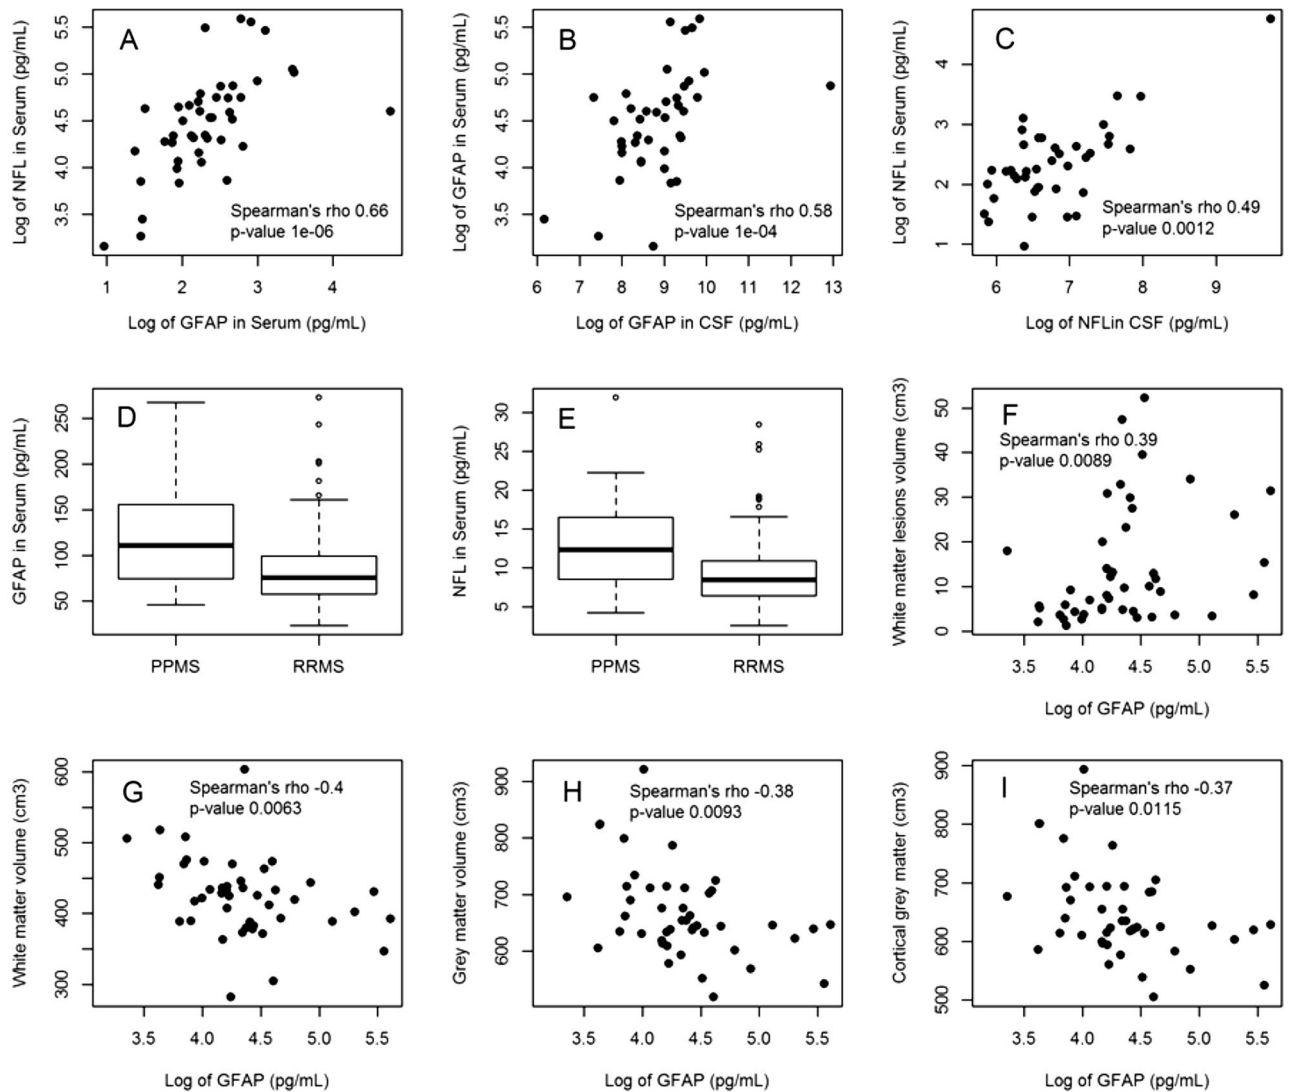 A
Log of NFL in Serum (pg/mL)
5.5
5.0
4.5
4.0
3.5
Spearman's rho 0.66
p-value 1e-06
1 2 3 4
Log of GFAP in Serum (pg/mL)
B
Log of GFAP in Serum (pg/mL)
5.5
5.0
4.5
4.0
3.5
Spearman's rho 0.58
p-value 1e-04
6 7 8 9 10 11 12 13
Log of GFAP in CSF (pg/mL)
C
Log of NFL in Serum (pg/mL)
4
3
2
1
Spearman's rho 0.49
p-value 0.0012
6 7 8 9
Log of NFLin CSF (pg/mL)
D
GFAP in Serum (pg/mL)
250
200
150
100
50
PPMS RRMS
E
NFL in Serum (pg/mL)
30
25
20
15
10
5
PPMS RRMS
F
White matter lesions volume (cm3)
50
40
30
20
10
0
Spearman's rho 0.39
p-value 0.0089
3.5 4.0 4.5 5.0 5.5
Log of GFAP (pg/mL)
G
White matter volume (cm3)
600
500
400
300
Spearman's rho -0.4
p-value 0.0063
3.5 4.0 4.5 5.0 5.5
Log of GFAP (pg/mL)
H
Grey matter volume (cm3)
900
800
700
600
Spearman's rho -0.38
p-value 0.0093
3.5 4.0 4.5 5.0 5.5
Log of GFAP (pg/mL)
I
Cortical grey matter (cm3)
900
800
700
600
500
Spearman's rho -0.37
p-value 0.0115
3.5 4.0 4.5 5.0 5.5
Log of GFAP (pg/mL)